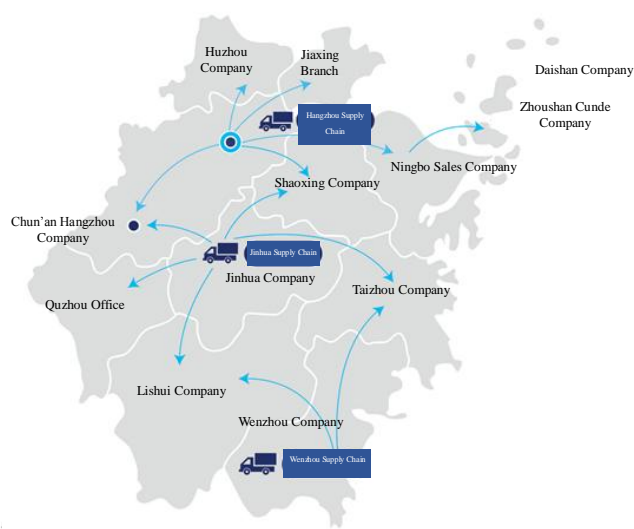 Huzhou
Company
Jiaxing
Branch
Daishan Company
Zhoushan Cunde
Company
Hangzhou Supply
Chain
Ningbo Sales Company
Shaoxing Company
Chun’an Hangzhou
Company
Jinhua Supply Chain
Jinhua Company
Taizhou Company
Quzhou Office
Lishui Company
Wenzhou Company
Wenzhou Supply Chain